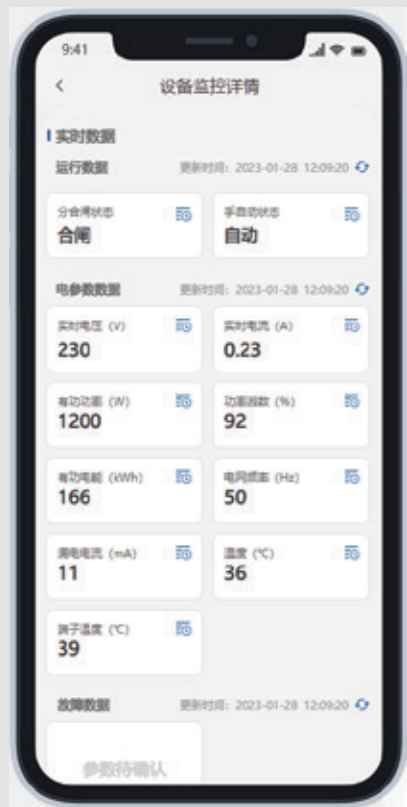 9:41
设备监控详情
实时数据
运行数据 更新时间: 2023-01-28 12:09:20
分合闸状态 手自动状态
合闸 自动
电参数数据 更新时间: 2023-01-28 12:09:20
实时电压 (V) 实时电流 (A)
230 0.23
有功功率 (W) 功率因数 (%)
1200 92
有功电能 (kWh) 电网频率 (Hz)
166 50
漏电电流 (mA) 温度 (℃)
11 36
端子温度 (℃)
39
故障数据 更新时间: 2023-01-28 12:09:20
参数待确认